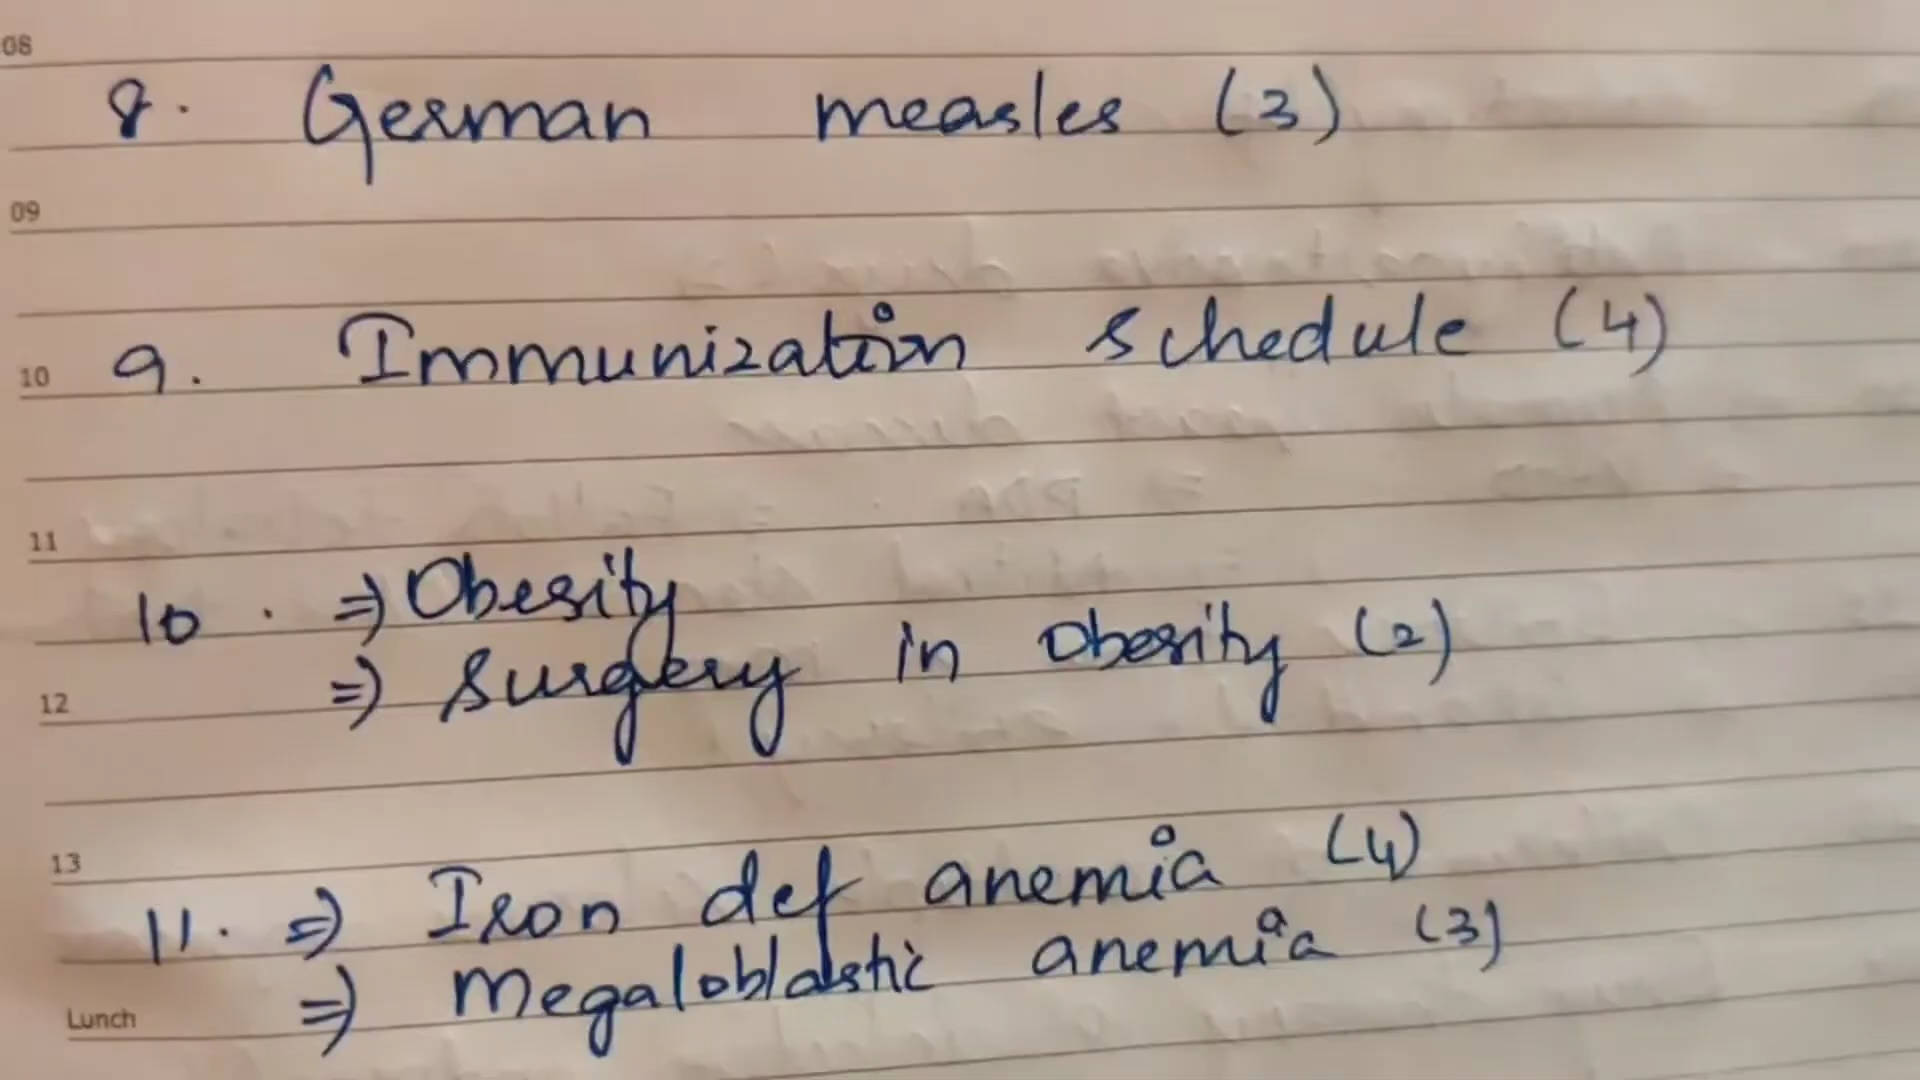 08
8. German measles (3)
09
10 9. Immunization schedule (4)
11
10. ⇒ Obesity
12 ⇒ Surgery in obesity (2)
13
11. ⇒ Iron def anemia (4)
Lunch ⇒ Megaloblastic anemia (3)